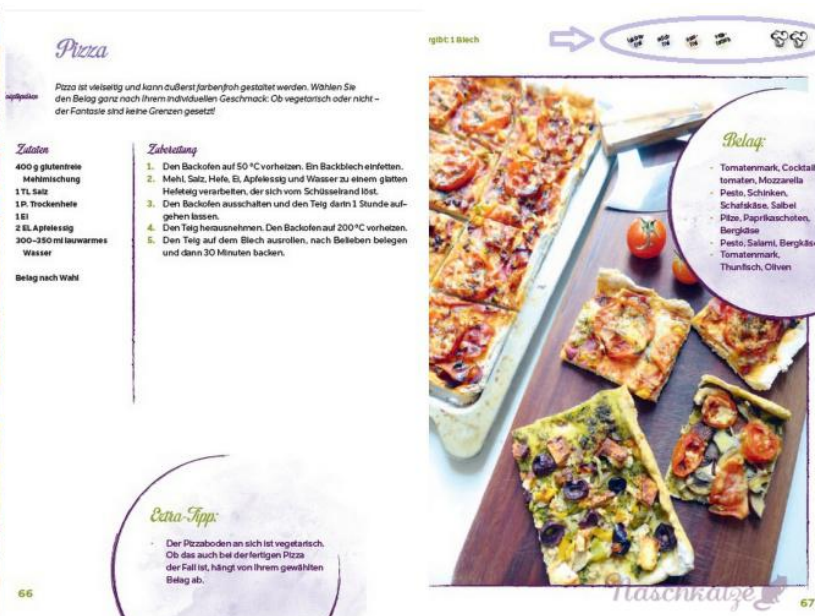 Pizza
Pizza ist vielseitig und kann äußerst farbenfroh gestaltet werden. Wählen Sie
den Belag ganz nach Ihrem individuellen Geschmack: Ob vegetarisch oder nicht –
der Fantasie sind keine Grenzen gesetzt!
Zutaten
400 g glutenfreie
Mehlmischung
1 TL Salz
1 P. Trockenhefe
1 Ei
2 EL Apfelessig
300–350 ml lauwarmes
Wasser
Belag nach Wahl
Zubereitung
1. Den Backofen auf 50 °C vorheizen. Ein Backblech einfetten.
2. Mehl, Salz, Hefe, Ei, Apfelessig und Wasser zu einem glatten
Hefeteig verarbeiten, der sich vom Schüsselrand löst.
3. Den Backofen ausschalten und den Teig darin 1 Stunde auf-
gehen lassen.
4. Den Teig herausnehmen. Den Backofen auf 200 °C vorheizen.
5. Den Teig auf dem Blech ausrollen, nach Belieben belegen
und dann 30 Minuten backen.
Extra-Tipp:
· Der Pizzaboden an sich ist vegetarisch.
Ob das auch bei der fertigen Pizza
der Fall ist, hängt von Ihrem gewählten
Belag ab.
66
rgibt: 1 Blech
Belag:
· Tomatenmark, Cocktail
tomaten, Mozzarella
· Pesto, Schinken,
Schafskäse, Salbei
· Pilze, Paprikaschoten,
Bergkäse
· Pesto, Salami, Bergkäse
· Tomatenmark,
Thunfisch, Oliven
Naschkatze
67